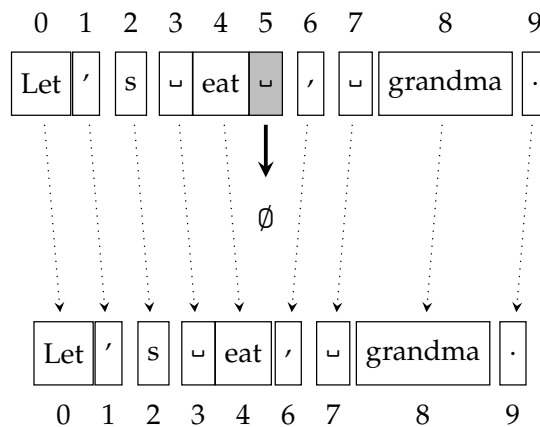 0 1 2 3 4 5 6 7 8 9
Let ′ s ␣ eat ␣ , ␣ grandma .
∅
Let ′ s ␣ eat , ␣ grandma .
0 1 2 3 4 6 7 8 9